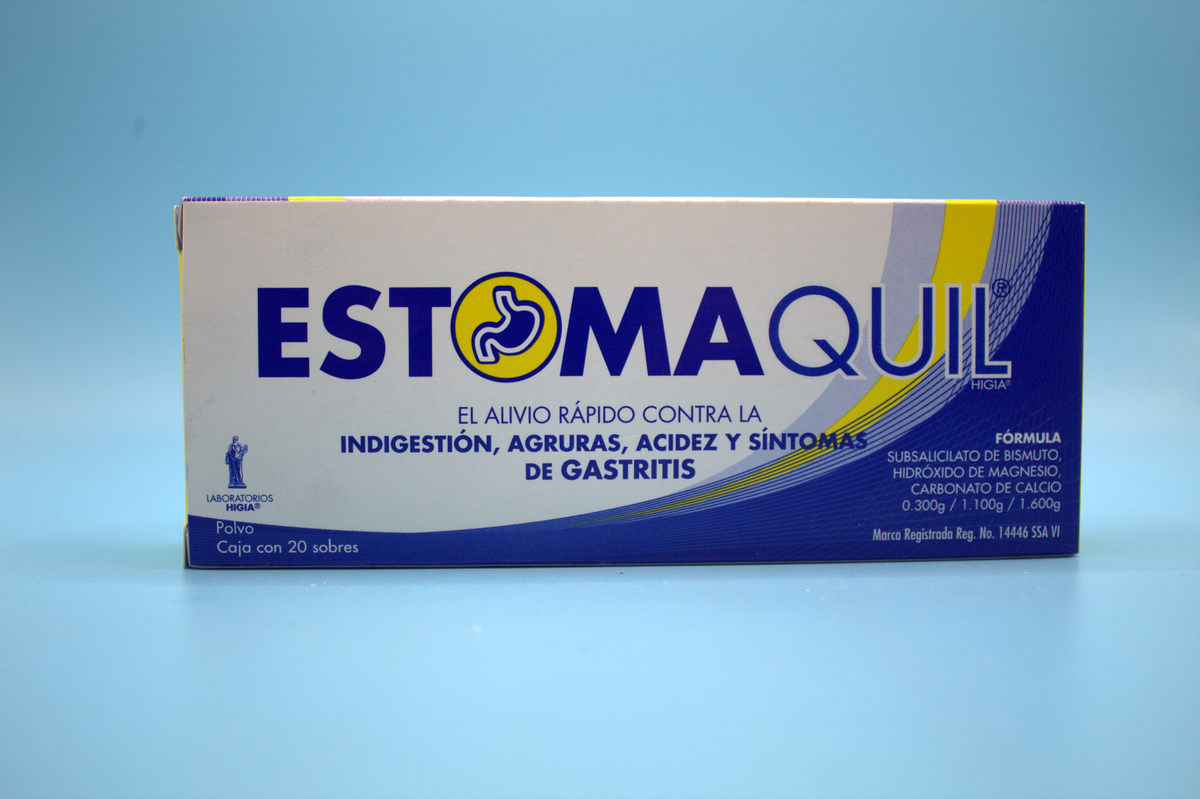 ESTOMAQUIL®
HIGIA®
EL ALIVIO RÁPIDO CONTRA LA
INDIGESTIÓN, AGRURAS, ACIDEZ Y SÍNTOMAS
DE GASTRITIS
LABORATORIOS
HIGIA®
Polvo
Caja con 20 sobres
FÓRMULA
SUBSALICILATO DE BISMUTO,
HIDRÓXIDO DE MAGNESIO,
CARBONATO DE CALCIO
0.300g / 1.100g / 1.600g
Marca Registrada Reg. No. 14446 SSA VI